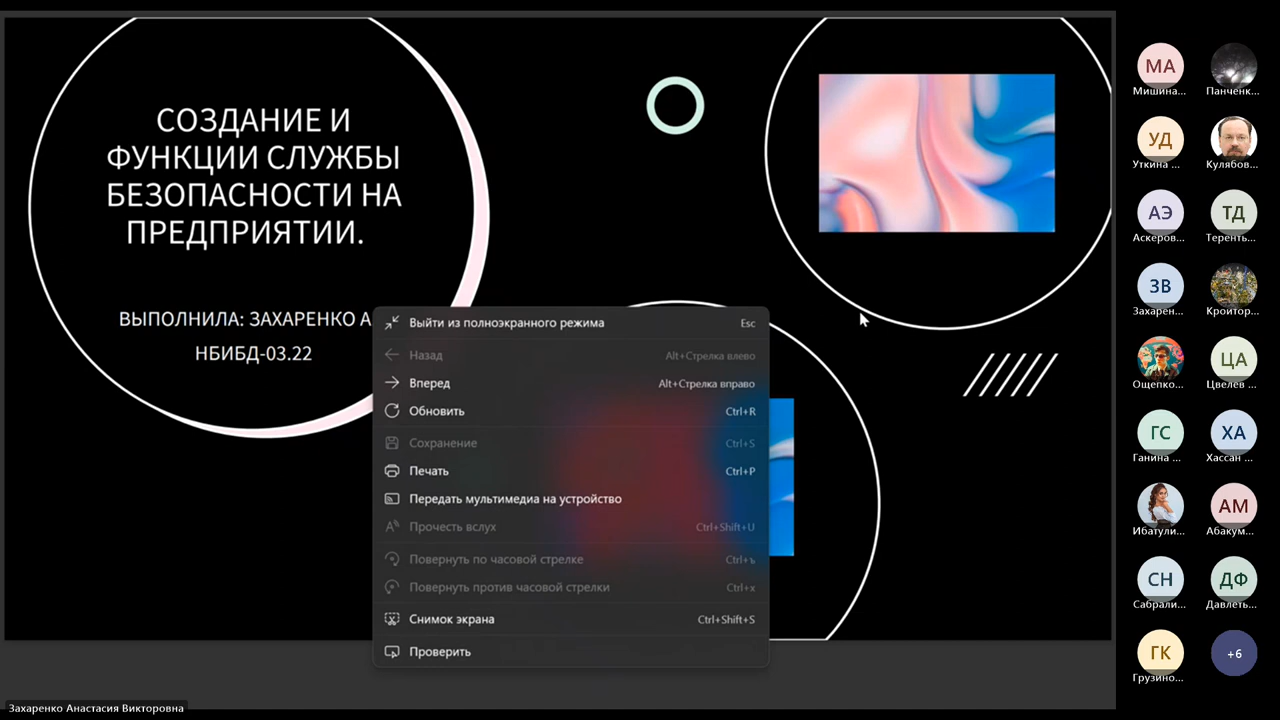 СОЗДАНИЕ И
ФУНКЦИИ СЛУЖБЫ
БЕЗОПАСНОСТИ НА
ПРЕДПРИЯТИИ.
ВЫПОЛНИЛА: ЗАХАРЕНКО А
НБИБД-03.22
Выйти из полноэкранного режима Esc
Назад Alt+Стрелка влево
Вперед Alt+Стрелка вправо
Обновить Ctrl+R
Сохранение Ctrl+S
Печать Ctrl+P
Передать мультимедиа на устройство
Прочесть вслух Ctrl+Shift+U
Повернуть по часовой стрелке Ctrl+ъ
Повернуть против часовой стрелки Ctrl+х
Снимок экрана Ctrl+Shift+S
Проверить
МА
Мишина... Панченк...
УД
Уткина ... Кулябов...
АЭ ТД
Аскеров... Теренть...
ЗВ
Захарен... Кроитор...
ЦА
Ощепко... Цвелев ...
ГС ХА
Ганина ... Хассан ...
АМ
Ибатули... Абакум...
СН ДФ
Сабрали... Давлеть...
ГК +6
Грузино...
Захаренко Анастасия Викторовна